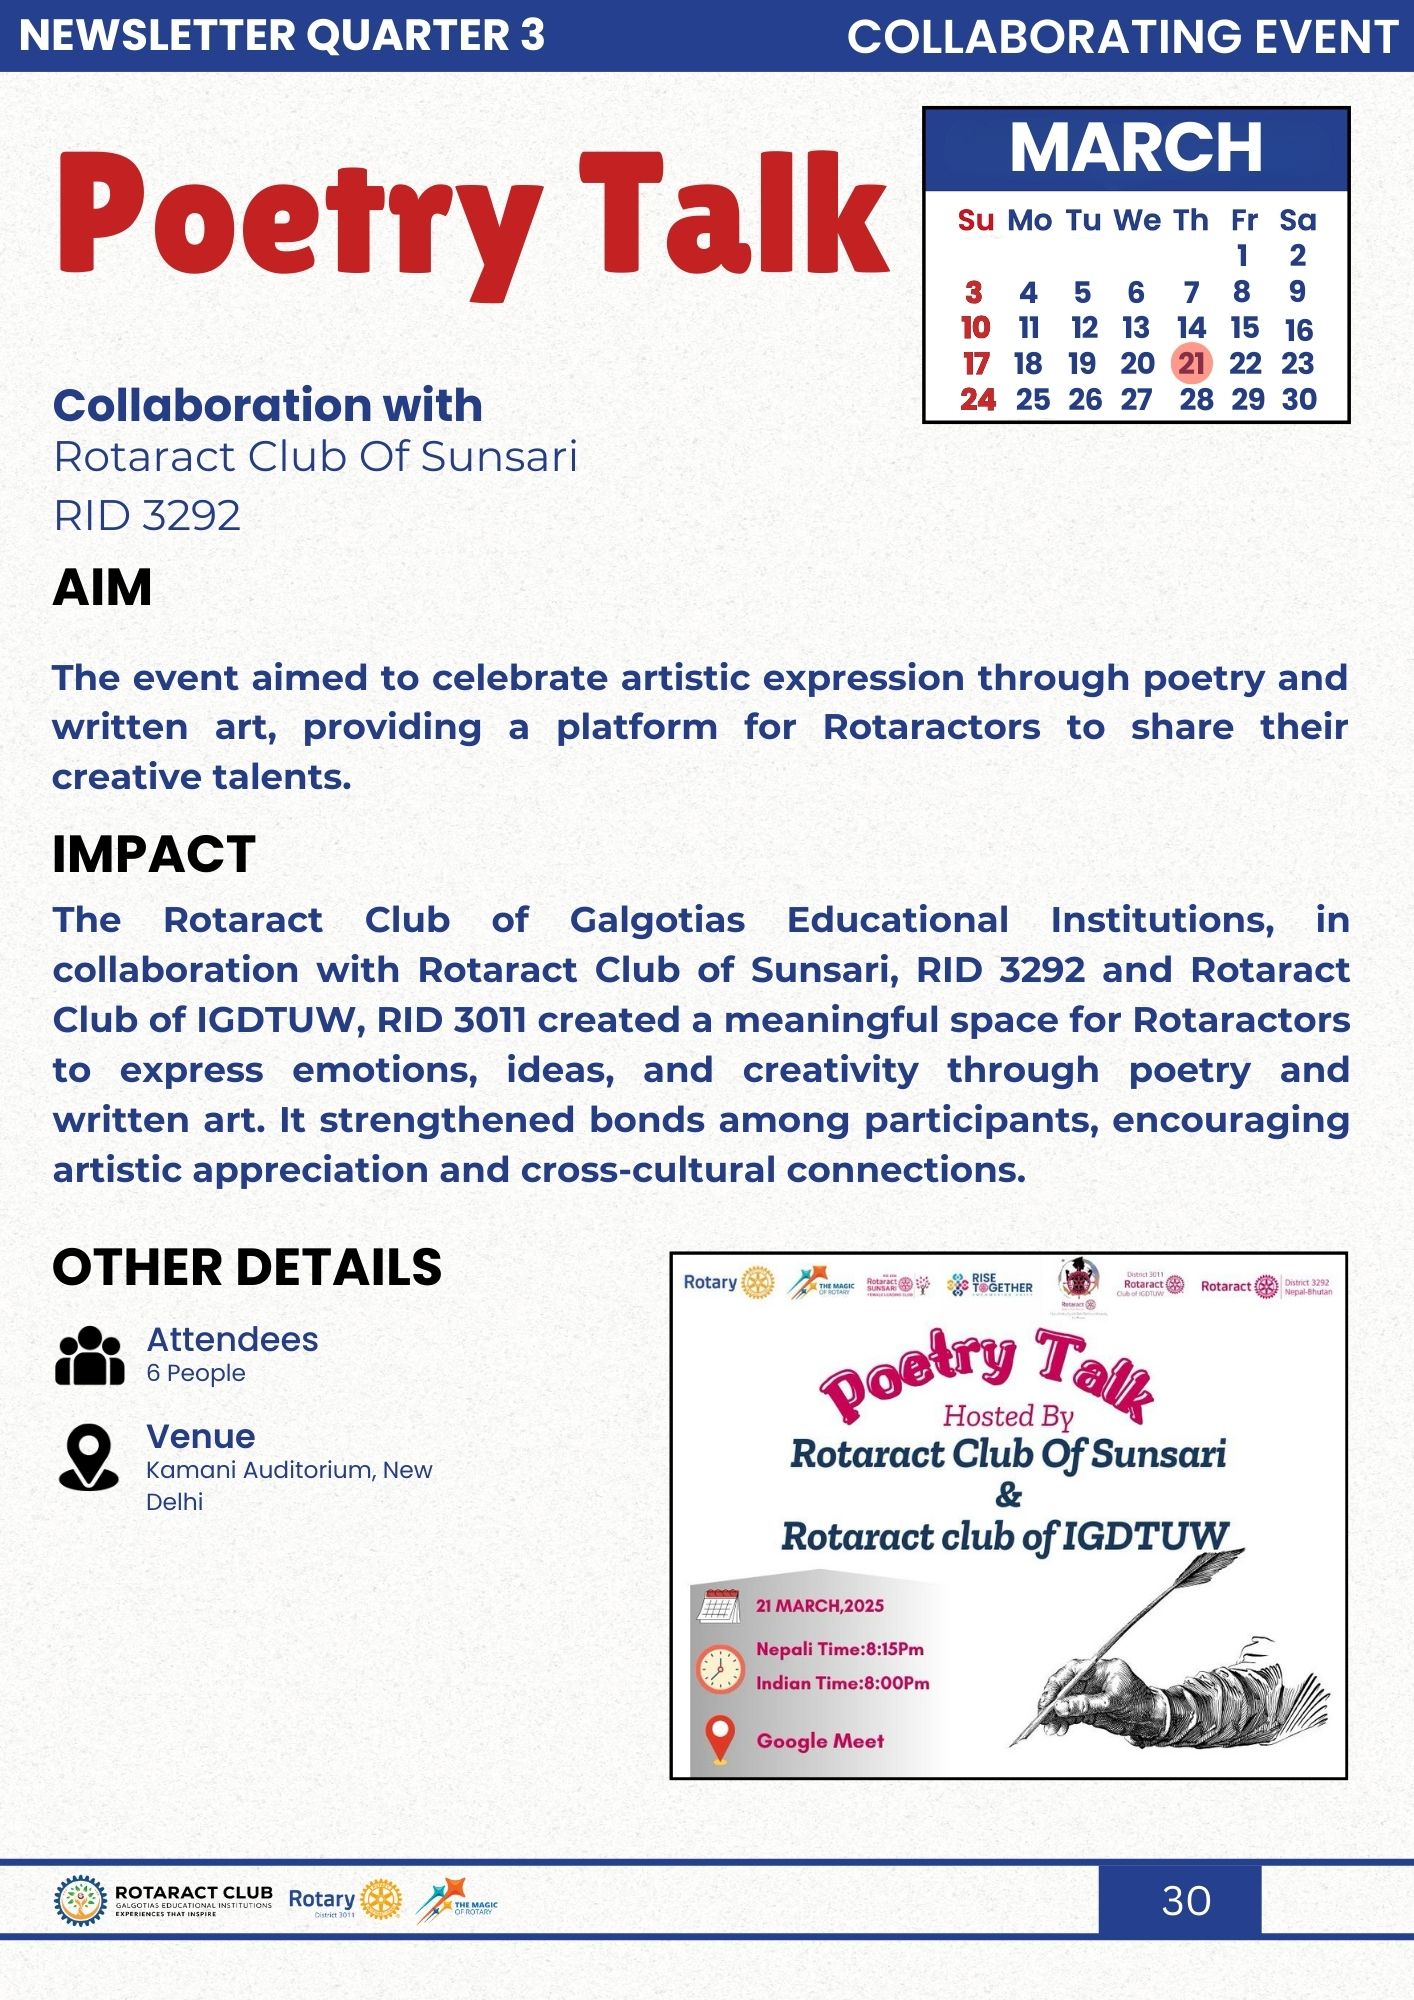 NEWSLETTER QUARTER 3
COLLABORATING EVENT
Poetry Talk
MARCH
Su Mo Tu We Th Fr Sa
1 2
3 4 5 6 7 8 9
10 11 12 13 14 15 16
17 18 19 20 21 22 23
24 25 26 27 28 29 30
Collaboration with
Rotaract Club Of Sunsari
RID 3292
AIM
The event aimed to celebrate artistic expression through poetry and
written art, providing a platform for Rotaractors to share their
creative talents.
IMPACT
The Rotaract Club of Galgotias Educational Institutions, in
collaboration with Rotaract Club of Sunsari, RID 3292 and Rotaract
Club of IGDTUW, RID 3011 created a meaningful space for Rotaractors
to express emotions, ideas, and creativity through poetry and
written art. It strengthened bonds among participants, encouraging
artistic appreciation and cross-cultural connections.
OTHER DETAILS
Attendees
6 People
Venue
Kamani Auditorium, New
Delhi
Rotary
THE MAGIC
OF ROTARY
Rotaract
SUNSARI
RISE
TOGETHER
Rotaract
District 3011
Rotaract
Club of IGDTUW
Rotaract
District 3292
Nepal-Bhutan
Poetry Talk
Hosted By
Rotaract Club Of Sunsari
&
Rotaract club of IGDTUW
21 MARCH,2025
Nepali Time:8:15Pm
Indian Time:8:00Pm
Google Meet
ROTARACT CLUB
GALGOTIAS EDUCATIONAL INSTITUTIONS
EXPERIENCES THAT INSPIRE
Rotary
District 3011
THE MAGIC
OF ROTARY
30